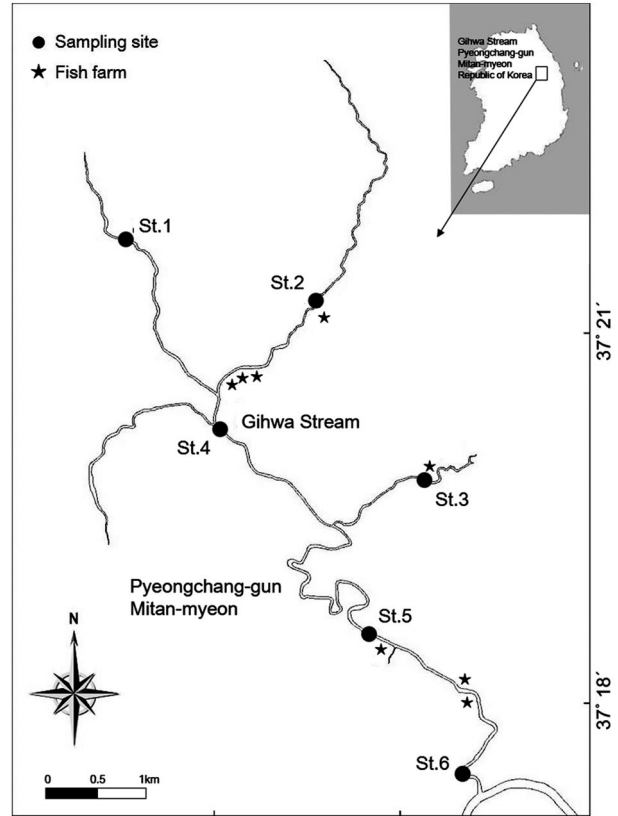 Sampling site
Fish farm
Gihwa Stream
Pyeongchang-gun
Mitan-myeon
Republic of Korea
St.1
St.2
37° 21´
Gihwa Stream
St.4
St.3
Pyeongchang-gun
Mitan-myeon
St.5
N
37° 18´
St.6
0 0.5 1km